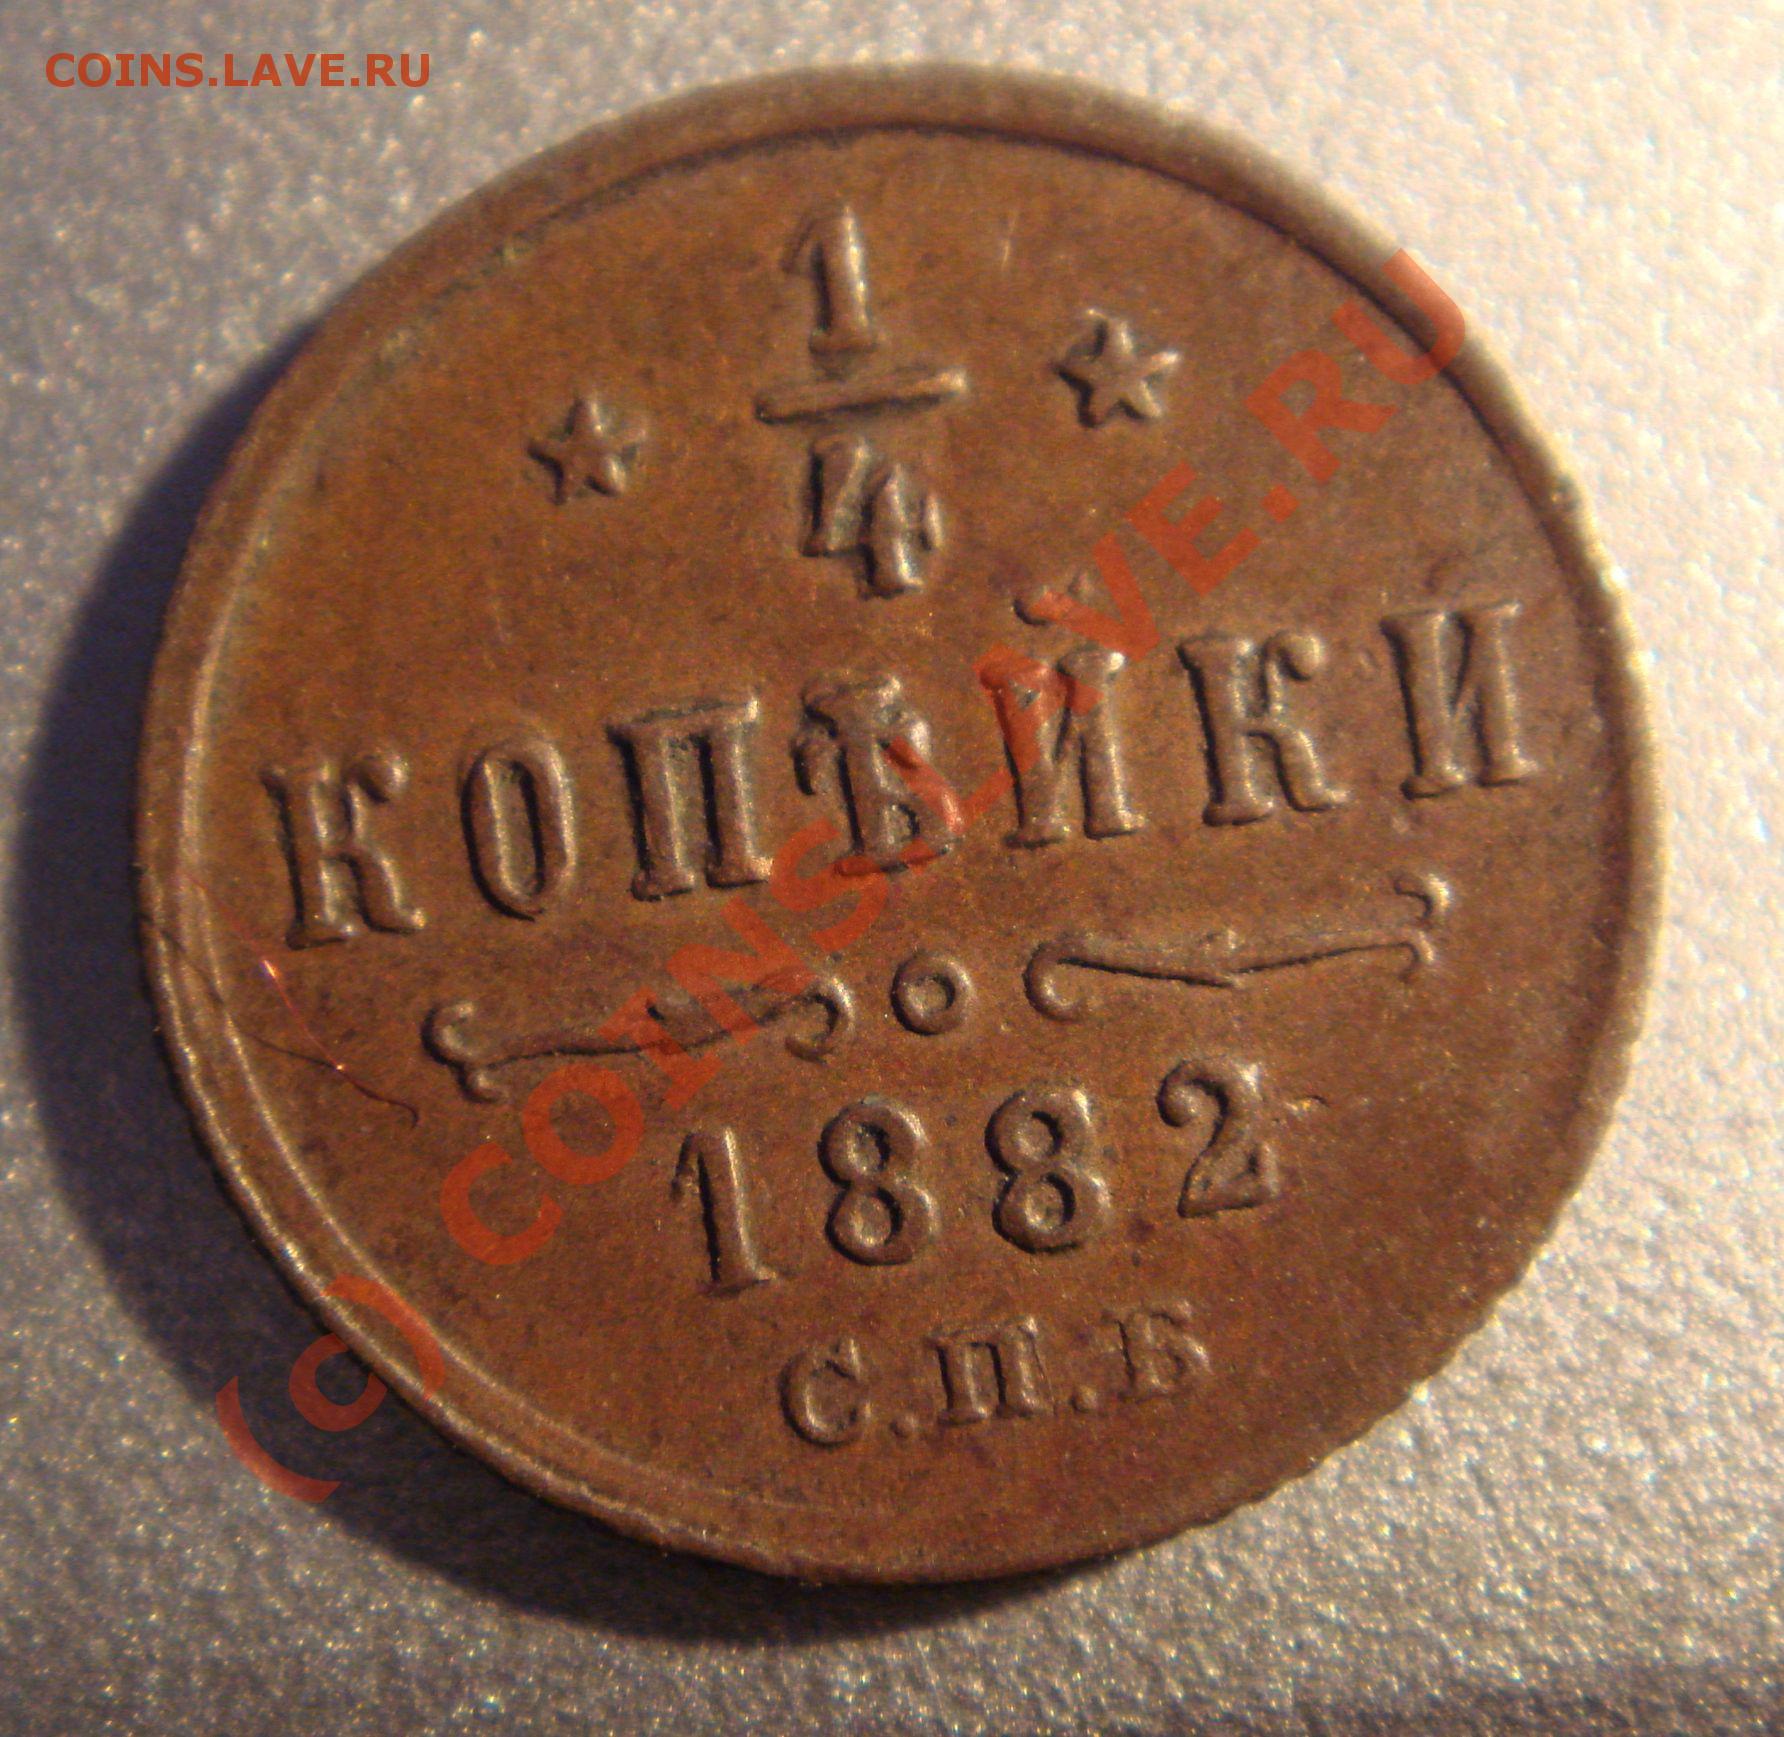 COINS.LAVE.RU
1
4
КОПѢЙКИ
1882
С.П.Б
(c) COINS.LAVE.RU